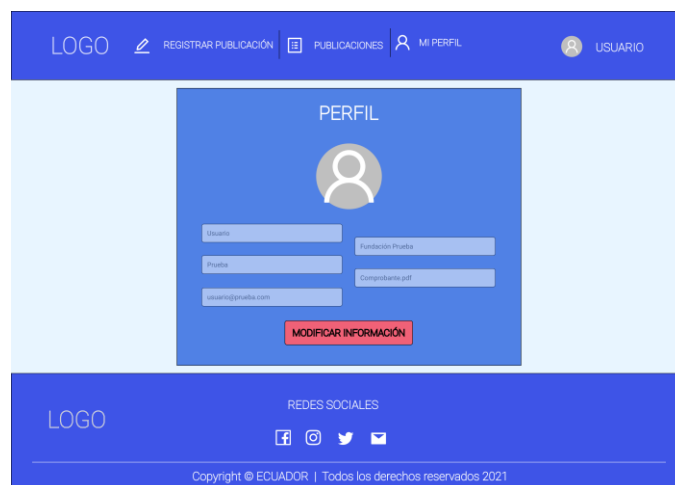 LOGO
REGISTRAR PUBLICACIÓN
PUBLICACIONES
MI PERFIL
USUARIO
PERFIL
Usuario
Fundación Prueba
Prueba
Comprobante.pdf
usuario@prueba.com
MODIFICAR INFORMACIÓN
LOGO
REDES SOCIALES
Copyright © ECUADOR | Todos los derechos reservados 2021